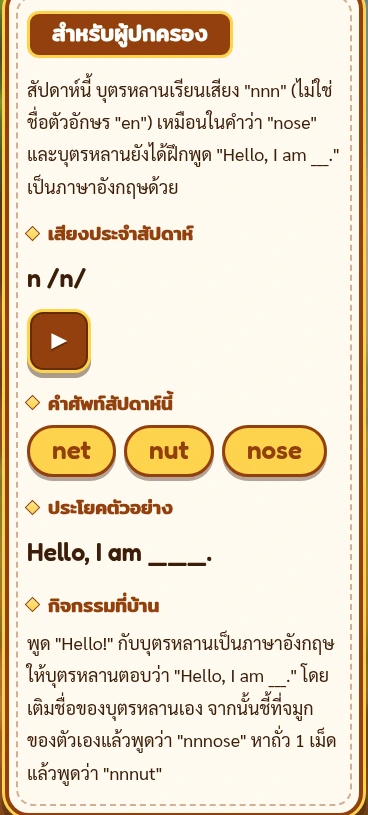 สำหรับผู้ปกครอง
สัปดาห์นี้ บุตรหลานเรียนเสียง "nnn" (ไม่ใช่
ชื่อตัวอักษร "en") เหมือนในคำว่า "nose"
และบุตรหลานยังได้ฝึกพูด "Hello, I am __."
เป็นภาษาอังกฤษด้วย
เสียงประจำสัปดาห์
n /n/
คำศัพท์สัปดาห์นี้
net nut nose
ประโยคตัวอย่าง
Hello, I am ____.
กิจกรรมที่บ้าน
พูด "Hello!" กับบุตรหลานเป็นภาษาอังกฤษ
ให้บุตรหลานตอบว่า "Hello, I am __." โดย
เติมชื่อของบุตรหลานเอง จากนั้นชี้ที่จมูก
ของตัวเองแล้วพูดว่า "nnnose" หาถั่ว 1 เม็ด
แล้วพูดว่า "nnnut"